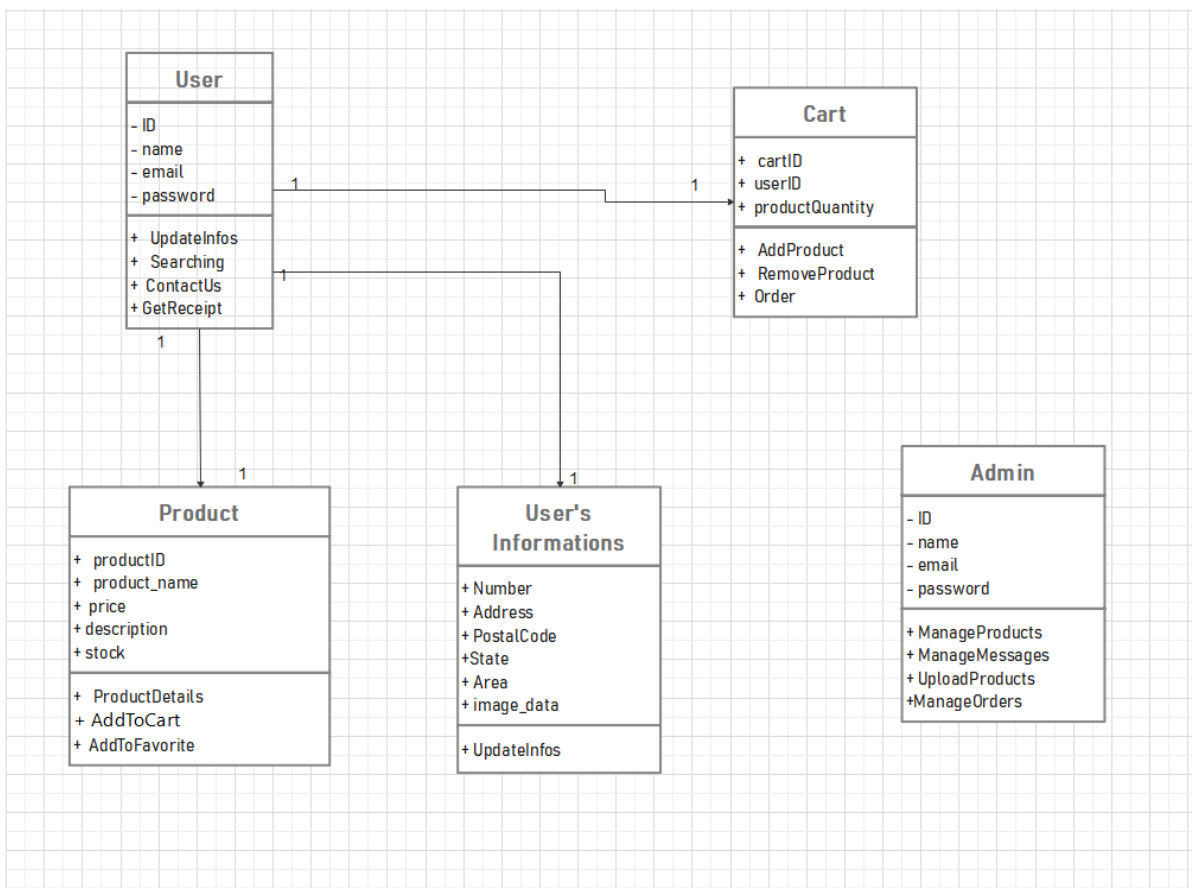 User
- ID
- name
- email
- password
+ UpdateInfos
+ Searching
+ ContactUs
+ GetReceipt
1
1
1
1
Cart
+ cartID
+ userID
+ productQuantity
+ AddProduct
+ RemoveProduct
+ Order
1
1
Product
+ productID
+ product_name
+ price
+ description
+ stock
+ ProductDetails
+ AddToCart
+ AddToFavorite
User's
Informations
+ Number
+ Address
+ PostalCode
+State
+ Area
+ image_data
+ UpdateInfos
Admin
- ID
- name
- email
- password
+ ManageProducts
+ ManageMessages
+ UploadProducts
+ManageOrders